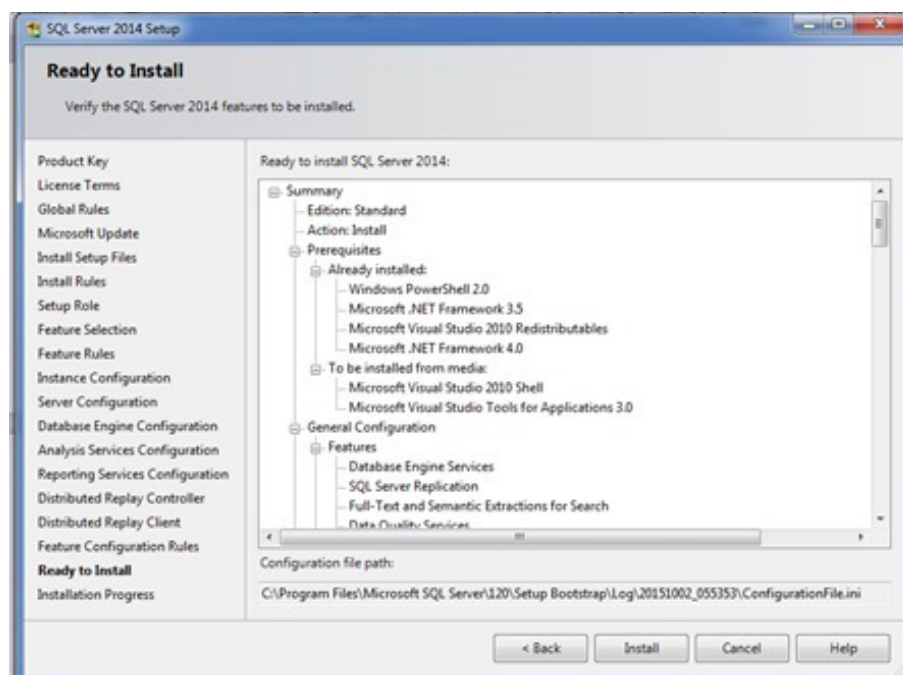 SQL Server 2014 Setup
Ready to Install
Verify the SQL Server 2014 features to be installed.
Product Key
License Terms
Global Rules
Microsoft Update
Install Setup Files
Install Rules
Setup Role
Feature Selection
Feature Rules
Instance Configuration
Server Configuration
Database Engine Configuration
Analysis Services Configuration
Reporting Services Configuration
Distributed Replay Controller
Distributed Replay Client
Feature Configuration Rules
Ready to Install
Installation Progress
Ready to install SQL Server 2014:
Summary
Edition: Standard
Action: Install
Prerequisites
Already installed:
Windows PowerShell 2.0
Microsoft .NET Framework 3.5
Microsoft Visual Studio 2010 Redistributables
Microsoft .NET Framework 4.0
To be installed from media:
Microsoft Visual Studio 2010 Shell
Microsoft Visual Studio Tools for Applications 3.0
General Configuration
Features
Database Engine Services
SQL Server Replication
Full-Text and Semantic Extractions for Search
Data Quality Services
Configuration file path:
C:\Program Files\Microsoft SQL Server\120\Setup Bootstrap\Log\20151002_055353\ConfigurationFile.ini
< Back
Install
Cancel
Help